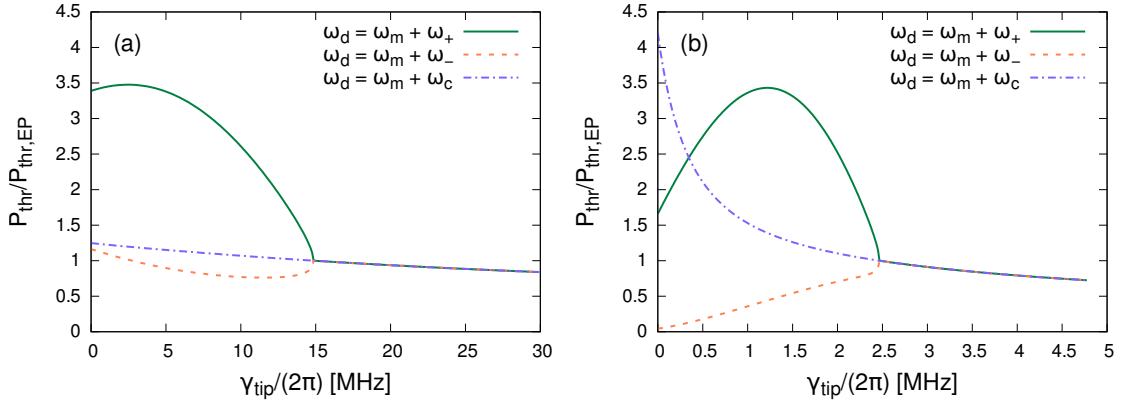 (a)
ω_d = ω_m + ω_+
ω_d = ω_m + ω_−
ω_d = ω_m + ω_c
4.5
4
3.5
3
2.5
2
1.5
1
0.5
0
P_thr/P_thr,EP
0 5 10 15 20 25 30
γ_tip/(2π) [MHz]
(b)
ω_d = ω_m + ω_+
ω_d = ω_m + ω_−
ω_d = ω_m + ω_c
4.5
4
3.5
3
2.5
2
1.5
1
0.5
0
P_thr/P_thr,EP
0 0.5 1 1.5 2 2.5 3 3.5 4 4.5 5
γ_tip/(2π) [MHz]